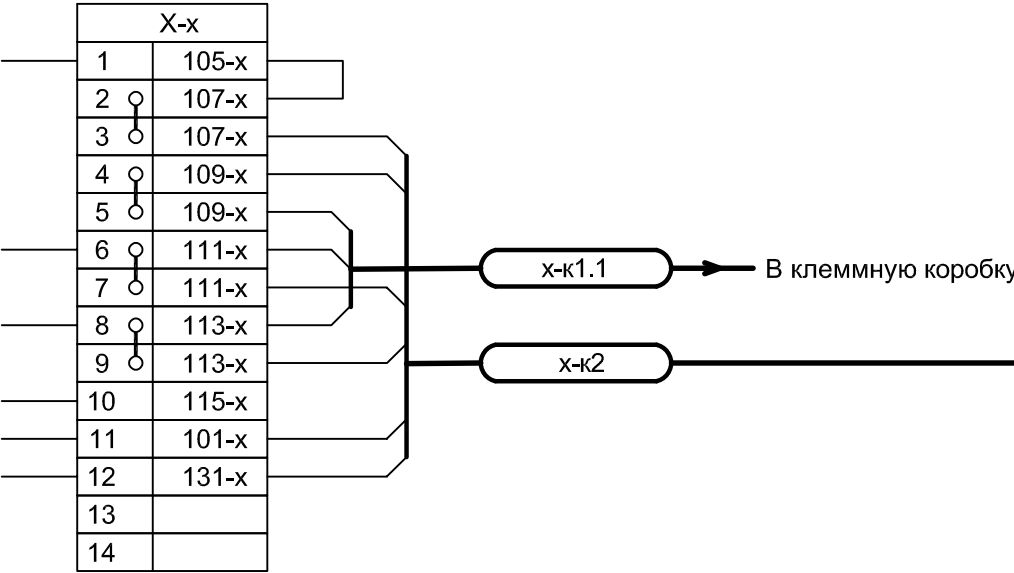 X-x
1 105-x
2 107-x
3 107-x
4 109-x
5 109-x
6 111-x
x-к1.1
В клеммную коробку
7 111-x
8 113-x
9 113-x
x-к2
10 115-x
11 101-x
12 131-x
13
14